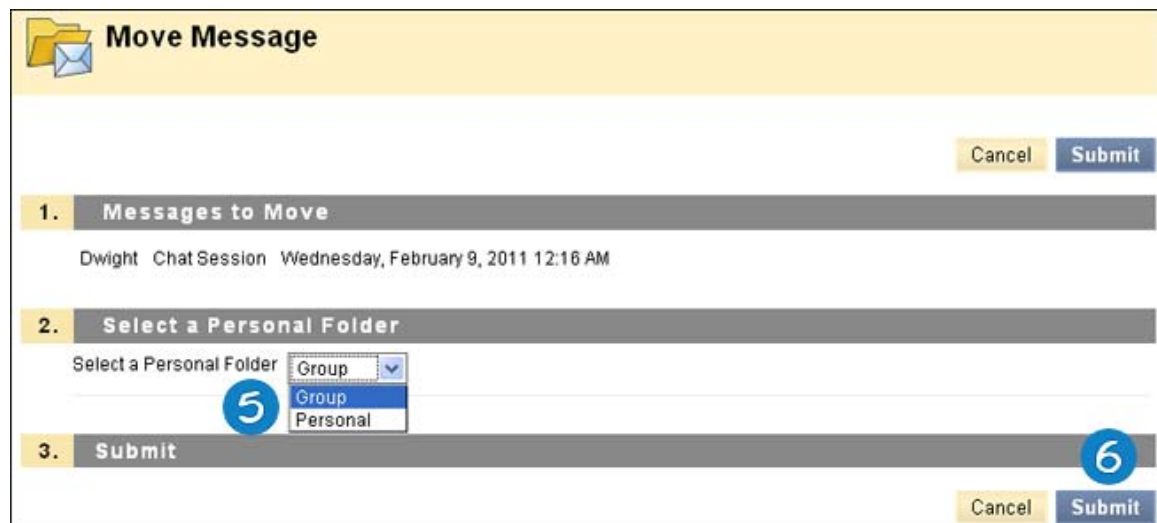 Move Message
Cancel Submit
1. Messages to Move
Dwight Chat Session Wednesday, February 9, 2011 12:16 AM
2. Select a Personal Folder
Select a Personal Folder Group
5 Group
Personal
3. Submit
6
Cancel Submit